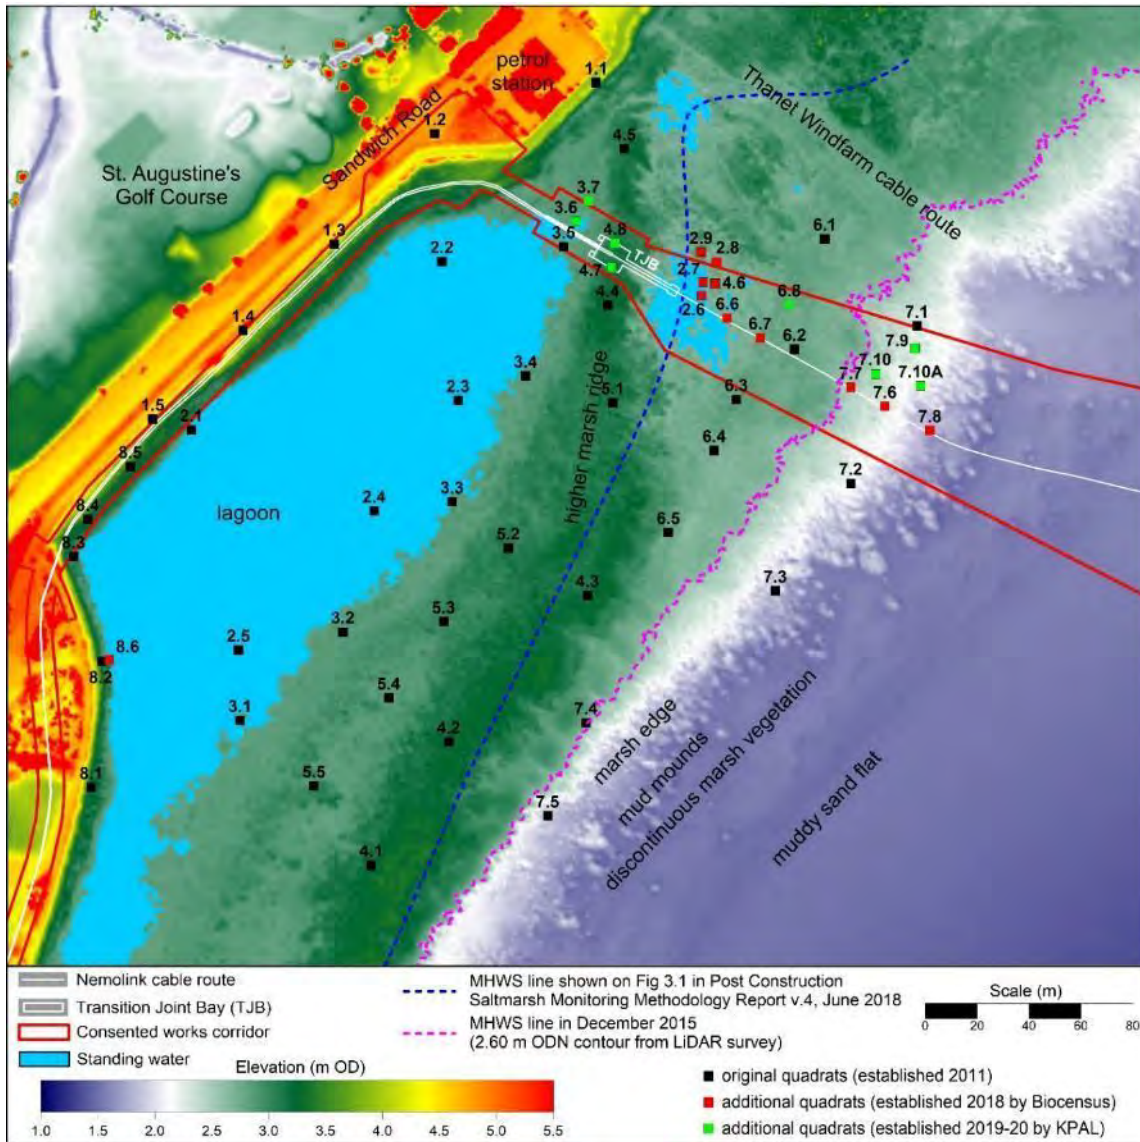 petrol
station
1.1
1.2
Sandwich Road
Thanet Windfarm cable route
St. Augustine's
Golf Course
4.5
3.7
3.6
4.8
3.5
1.3
2.2
TJB
4.7
2.9
2.8
6.1
2.7
4.6
2.6
6.6
6.8
4.4
6.7
7.1
1.4
6.2
7.9
3.4
7.10
7.7
7.10A
7.6
2.3
5.1
6.3
7.8
1.5
2.1
higher marsh ridge
6.4
8.5
7.2
lagoon
2.4
3.3
8.4
6.5
5.2
8.3
7.3
4.3
5.3
3.2
8.6
2.5
8.2
5.4
3.1
7.4
4.2
marsh edge
mud mounds
discontinuous marsh vegetation
muddy sand flat
8.1
5.5
7.5
4.1
Nemolink cable route
Transition Joint Bay (TJB)
Consented works corridor
Standing water
MHWS line shown on Fig 3.1 in Post Construction
Saltmarsh Monitoring Methodology Report v.4, June 2018
MHWS line in December 2015
(2.60 m ODN contour from LiDAR survey)
Scale (m)
0 20 40 60 80
Elevation (m OD)
1.0 1.5 2.0 2.5 3.0 3.5 4.0 4.5 5.0 5.5
original quadrats (established 2011)
additional quadrats (established 2018 by Biocensus)
additional quadrats (established 2019-20 by KPAL)